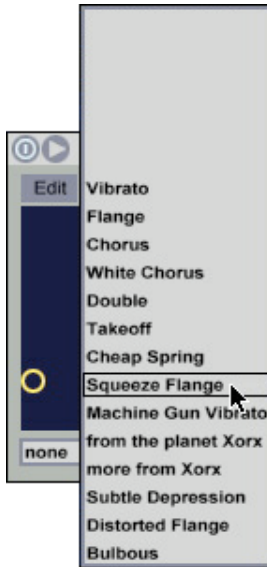 Edit
Vibrato
Flange
Chorus
White Chorus
Double
Takeoff
Cheap Spring
Squeeze Flange
Machine Gun Vibrato
from the planet Xorx
none
more from Xorx
Subtle Depression
Distorted Flange
Bulbous